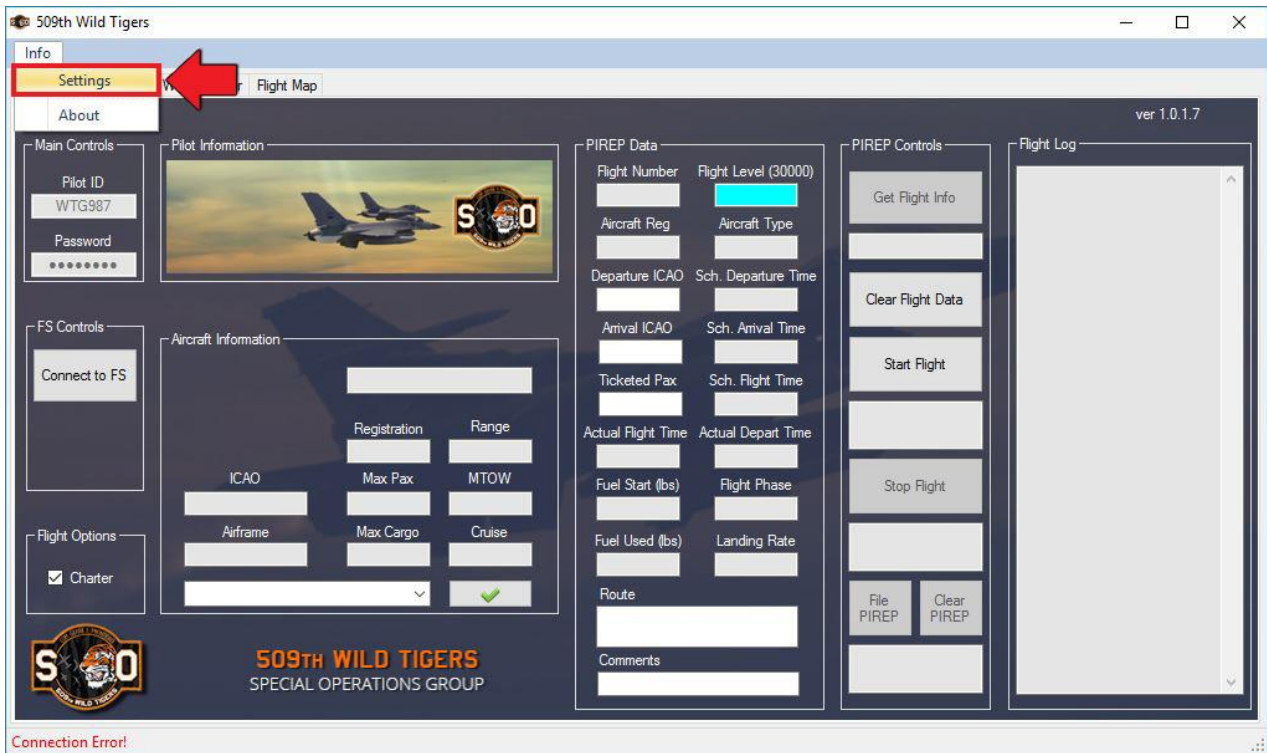 509th Wild Tigers
Info
Settings
Flight Map
About
ver 1.0.1.7
Main Controls
Pilot ID
WTG987
Password
●●●●●●●●
FS Controls
Connect to FS
Flight Options
Charter
Pilot Information
SO
Aircraft Information
Registration
Range
ICAO
Max Pax
MTOW
Airframe
Max Cargo
Cruise
PIREP Data
Flight Number
Flight Level (30000)
Aircraft Reg
Aircraft Type
Departure ICAO
Sch. Departure Time
Arrival ICAO
Sch. Arrival Time
Ticketed Pax
Sch. Flight Time
Actual Flight Time
Actual Depart Time
Fuel Start (lbs)
Flight Phase
Fuel Used (lbs)
Landing Rate
Route
Comments
PIREP Controls
Get Flight Info
Clear Flight Data
Start Flight
Stop Flight
File
PIREP
Clear
PIREP
Flight Log
SO
509TH WILD TIGERS
509TH WILD TIGERS
SPECIAL OPERATIONS GROUP
Connection Error!